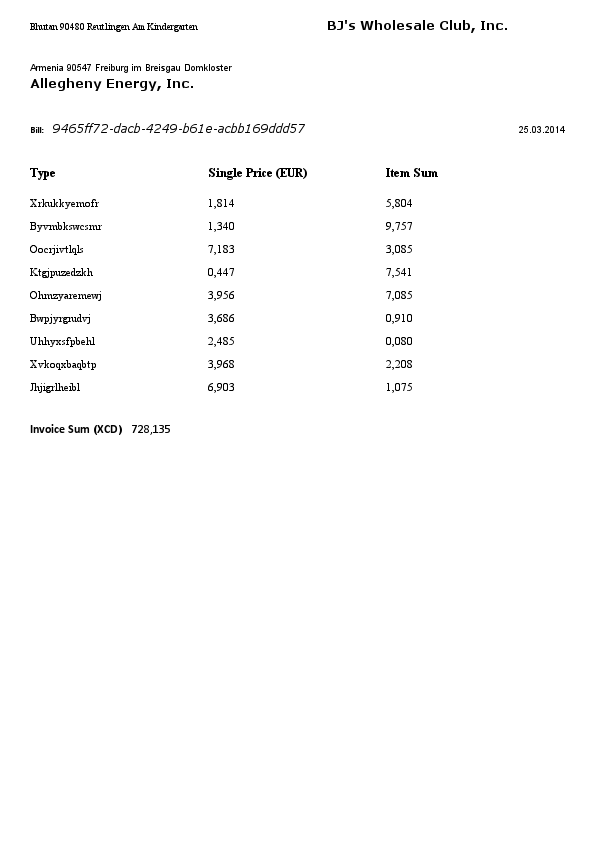 Bhutan 90480 Reutlingen Am Kindergarten BJ's Wholesale Club, Inc.
Armenia 90547 Freiburg im Breisgau Domkloster
Allegheny Energy, Inc.
Bill: 9465ff72-dacb-4249-b61e-acbb169ddd57 25.03.2014
Type Single Price (EUR) Item Sum
Xrkukkyemofr 1,814 5,804
Byvmbkswcsmr 1,340 9,757
Oocrjivtlqls 7,183 3,085
Ktgjpuzedzkh 0,447 7,541
Ohmzyaremewj 3,956 7,085
Bwpjyrgrudvj 3,686 0,910
Uhhyxsfpbehl 2,485 0,080
Xvkoqxbaqbtp 3,968 2,208
Jhjigrlheibl 6,903 1,075
Invoice Sum (XCD) 728,135